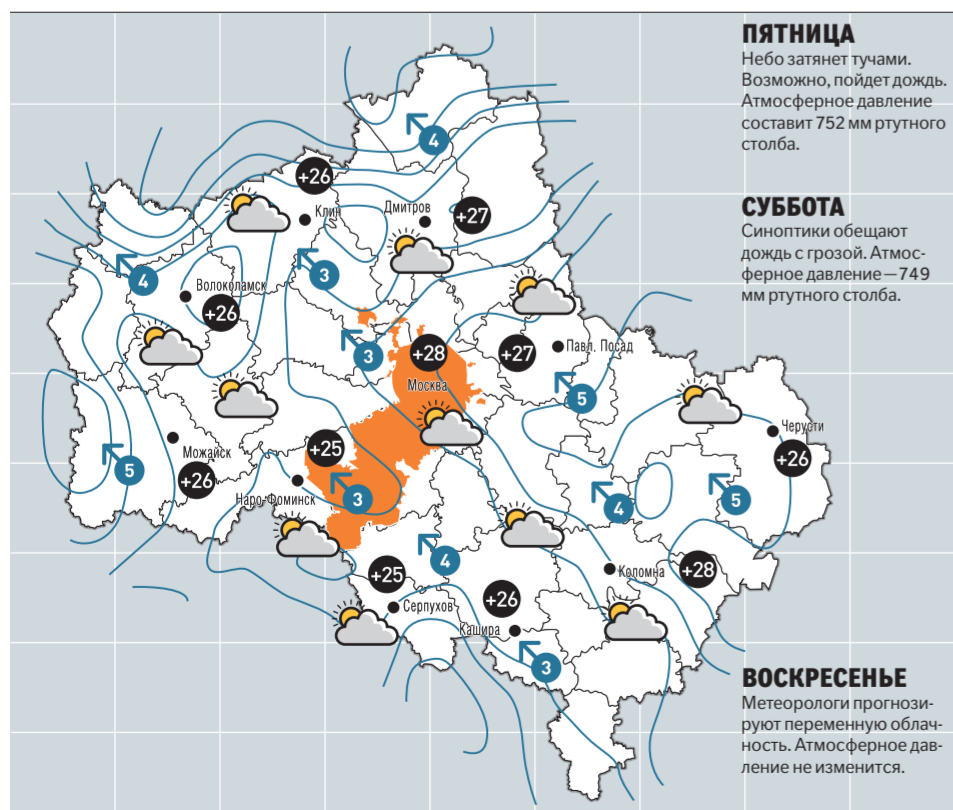 ПЯТНИЦА
Небо затянет тучами.
Возможно, пойдет дождь.
Атмосферное давление
составит 752 мм ртутного
столба.
СУББОТА
Синоптики обещают
дождь с грозой. Атмос-
ферное давление — 749
мм ртутного столба.
ВОСКРЕСЕНЬЕ
Метеорологи прогнози-
руют переменную облач-
ность. Атмосферное дав-
ление не изменится.
4
+26
Клин
Дмитров
+27
4
3
Волоколамск
+26
3
+28
Москва
+27
Павл. Посад
5
Черусти
+26
Можайск
+26
5
+25
Наро-Фоминск
3
4
5
4
+25
Серпухов
+26
Кашира
Коломна
+28
3